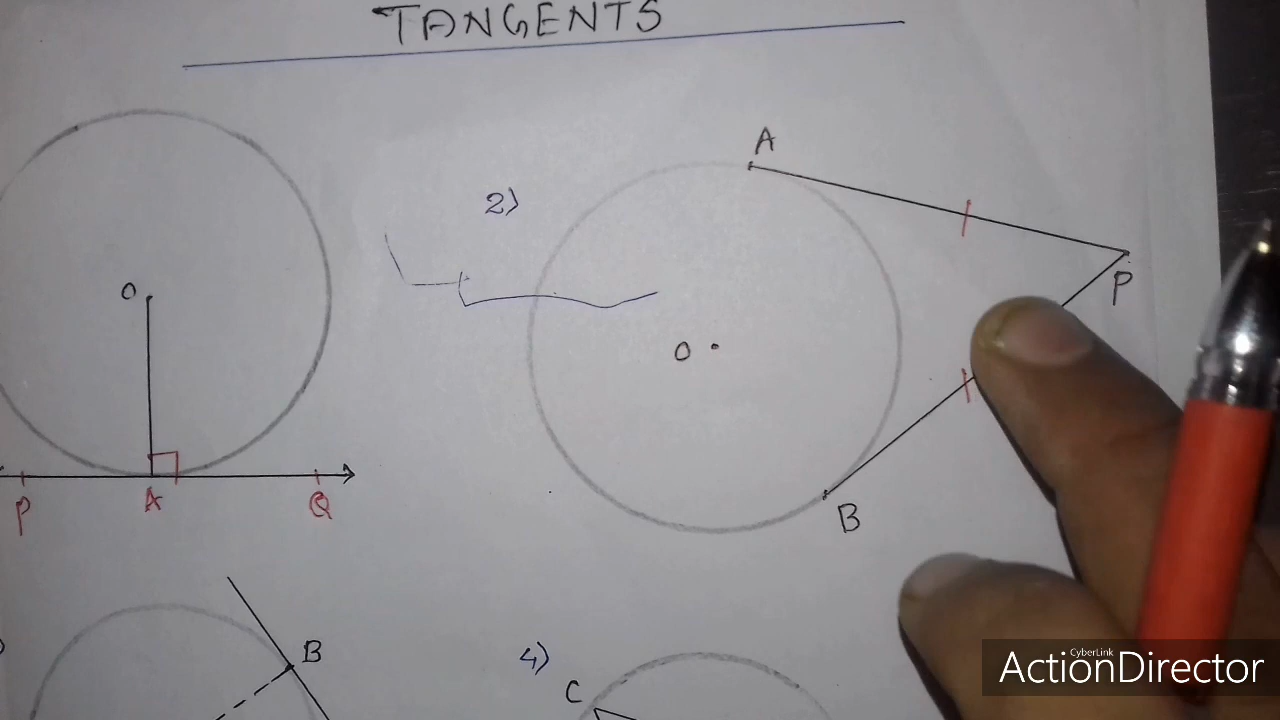 TANGENTS
A
2)
P
O
O
P
A
Q
B
B
4)
C
CyberLink
ActionDirector